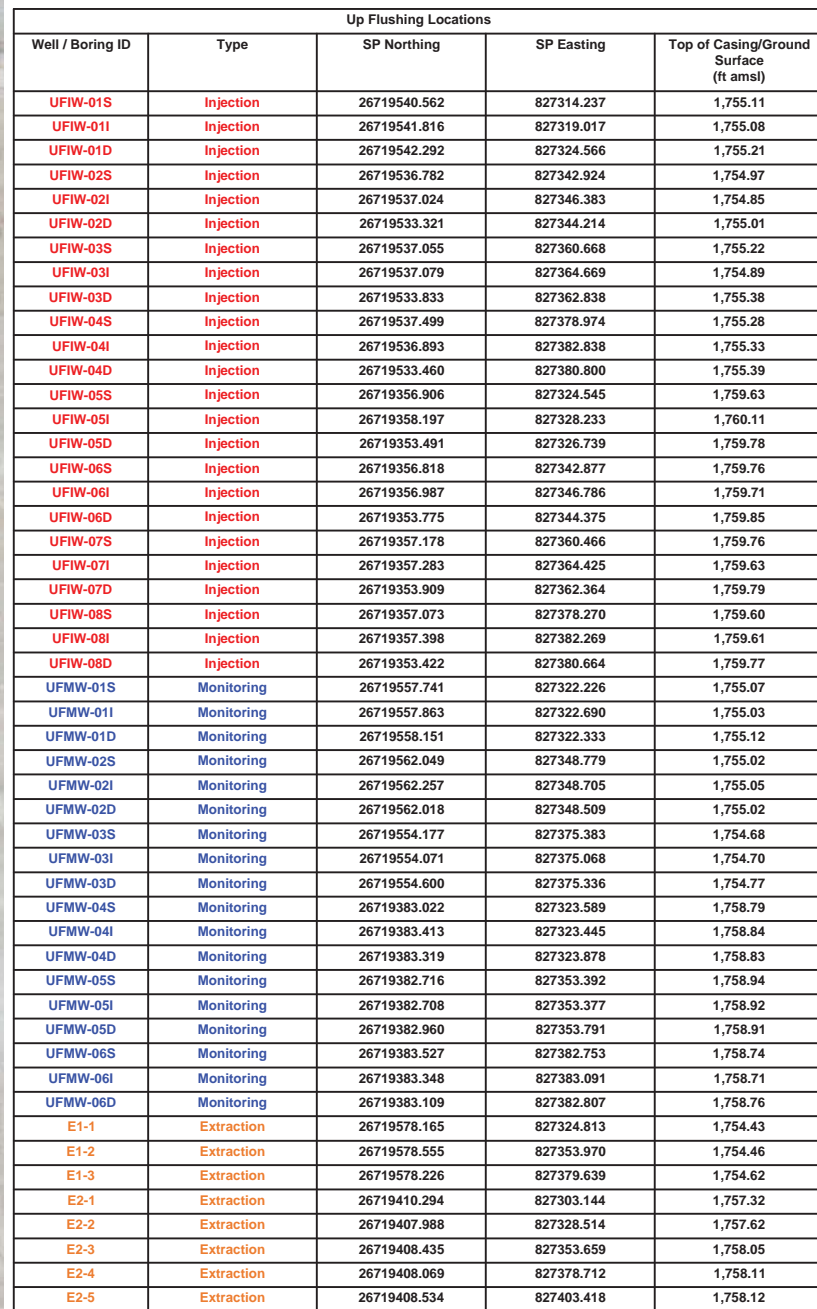 Up Flushing Locations
Well / Boring ID Type SP Northing SP Easting Top of Casing/Ground
Surface
(ft amsl)
UFIW-01S Injection 26719540.562 827314.237 1,755.11
UFIW-01I Injection 26719541.816 827319.017 1,755.08
UFIW-01D Injection 26719542.292 827324.566 1,755.21
UFIW-02S Injection 26719536.782 827342.924 1,754.97
UFIW-02I Injection 26719537.024 827346.383 1,754.85
UFIW-02D Injection 26719533.321 827344.214 1,755.01
UFIW-03S Injection 26719537.055 827360.668 1,755.22
UFIW-03I Injection 26719537.079 827364.669 1,754.89
UFIW-03D Injection 26719533.833 827362.838 1,755.38
UFIW-04S Injection 26719537.499 827378.974 1,755.28
UFIW-04I Injection 26719536.893 827382.838 1,755.33
UFIW-04D Injection 26719533.460 827380.800 1,755.39
UFIW-05S Injection 26719356.906 827324.545 1,759.63
UFIW-05I Injection 26719358.197 827328.233 1,760.11
UFIW-05D Injection 26719353.491 827326.739 1,759.78
UFIW-06S Injection 26719356.818 827342.877 1,759.76
UFIW-06I Injection 26719356.987 827346.786 1,759.71
UFIW-06D Injection 26719353.775 827344.375 1,759.85
UFIW-07S Injection 26719357.178 827360.466 1,759.76
UFIW-07I Injection 26719357.283 827364.425 1,759.63
UFIW-07D Injection 26719353.909 827362.364 1,759.79
UFIW-08S Injection 26719357.073 827378.270 1,759.60
UFIW-08I Injection 26719357.398 827382.269 1,759.61
UFIW-08D Injection 26719353.422 827380.664 1,759.77
UFMW-01S Monitoring 26719557.741 827322.226 1,755.07
UFMW-01I Monitoring 26719557.863 827322.690 1,755.03
UFMW-01D Monitoring 26719558.151 827322.333 1,755.12
UFMW-02S Monitoring 26719562.049 827348.779 1,755.02
UFMW-02I Monitoring 26719562.257 827348.705 1,755.05
UFMW-02D Monitoring 26719562.018 827348.509 1,755.02
UFMW-03S Monitoring 26719554.177 827375.383 1,754.68
UFMW-03I Monitoring 26719554.071 827375.068 1,754.70
UFMW-03D Monitoring 26719554.600 827375.336 1,754.77
UFMW-04S Monitoring 26719383.022 827323.589 1,758.79
UFMW-04I Monitoring 26719383.413 827323.445 1,758.84
UFMW-04D Monitoring 26719383.319 827323.878 1,758.83
UFMW-05S Monitoring 26719382.716 827353.392 1,758.94
UFMW-05I Monitoring 26719382.708 827353.377 1,758.92
UFMW-05D Monitoring 26719382.960 827353.791 1,758.91
UFMW-06S Monitoring 26719383.527 827382.753 1,758.74
UFMW-06I Monitoring 26719383.348 827383.091 1,758.71
UFMW-06D Monitoring 26719383.109 827382.807 1,758.76
E1-1 Extraction 26719578.165 827324.813 1,754.43
E1-2 Extraction 26719578.555 827353.970 1,754.46
E1-3 Extraction 26719578.226 827379.639 1,754.62
E2-1 Extraction 26719410.294 827303.144 1,757.32
E2-2 Extraction 26719407.988 827328.514 1,757.62
E2-3 Extraction 26719408.435 827353.659 1,758.05
E2-4 Extraction 26719408.069 827378.712 1,758.11
E2-5 Extraction 26719408.534 827403.418 1,758.12